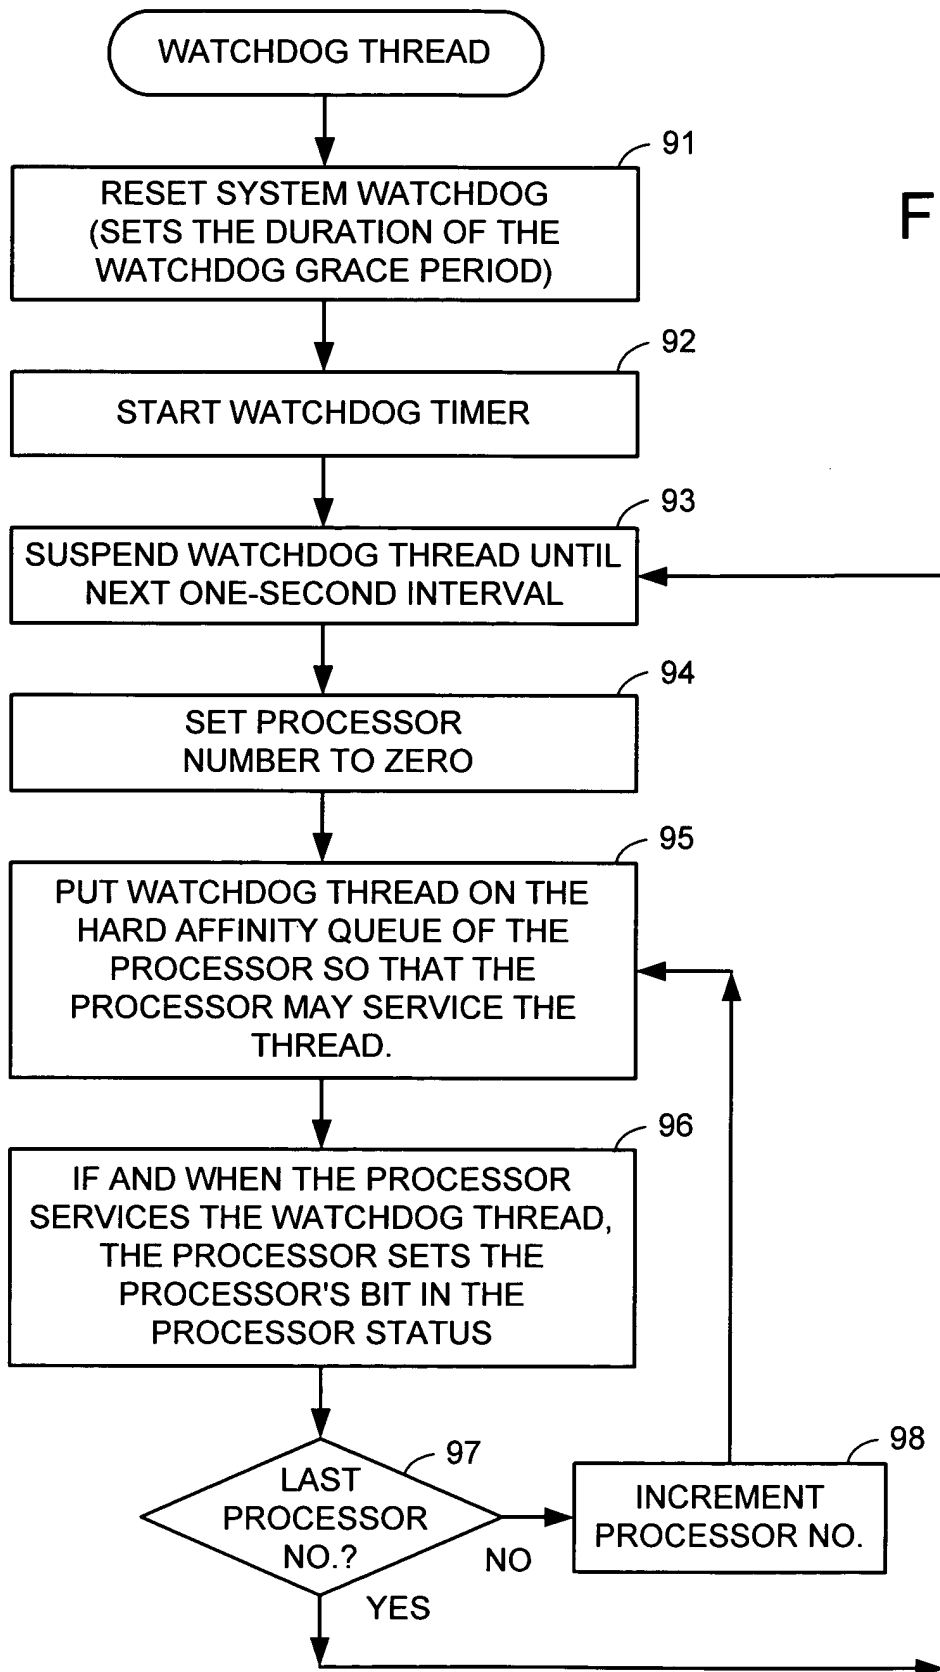 WATCHDOG THREAD
91
RESET SYSTEM WATCHDOG
(SETS THE DURATION OF THE
WATCHDOG GRACE PERIOD)
F
92
START WATCHDOG TIMER
93
SUSPEND WATCHDOG THREAD UNTIL
NEXT ONE-SECOND INTERVAL
94
SET PROCESSOR
NUMBER TO ZERO
95
PUT WATCHDOG THREAD ON THE
HARD AFFINITY QUEUE OF THE
PROCESSOR SO THAT THE
PROCESSOR MAY SERVICE THE
THREAD.
96
IF AND WHEN THE PROCESSOR
SERVICES THE WATCHDOG THREAD,
THE PROCESSOR SETS THE
PROCESSOR'S BIT IN THE
PROCESSOR STATUS
97
LAST
PROCESSOR
NO.?
NO
98
INCREMENT
PROCESSOR NO.
YES